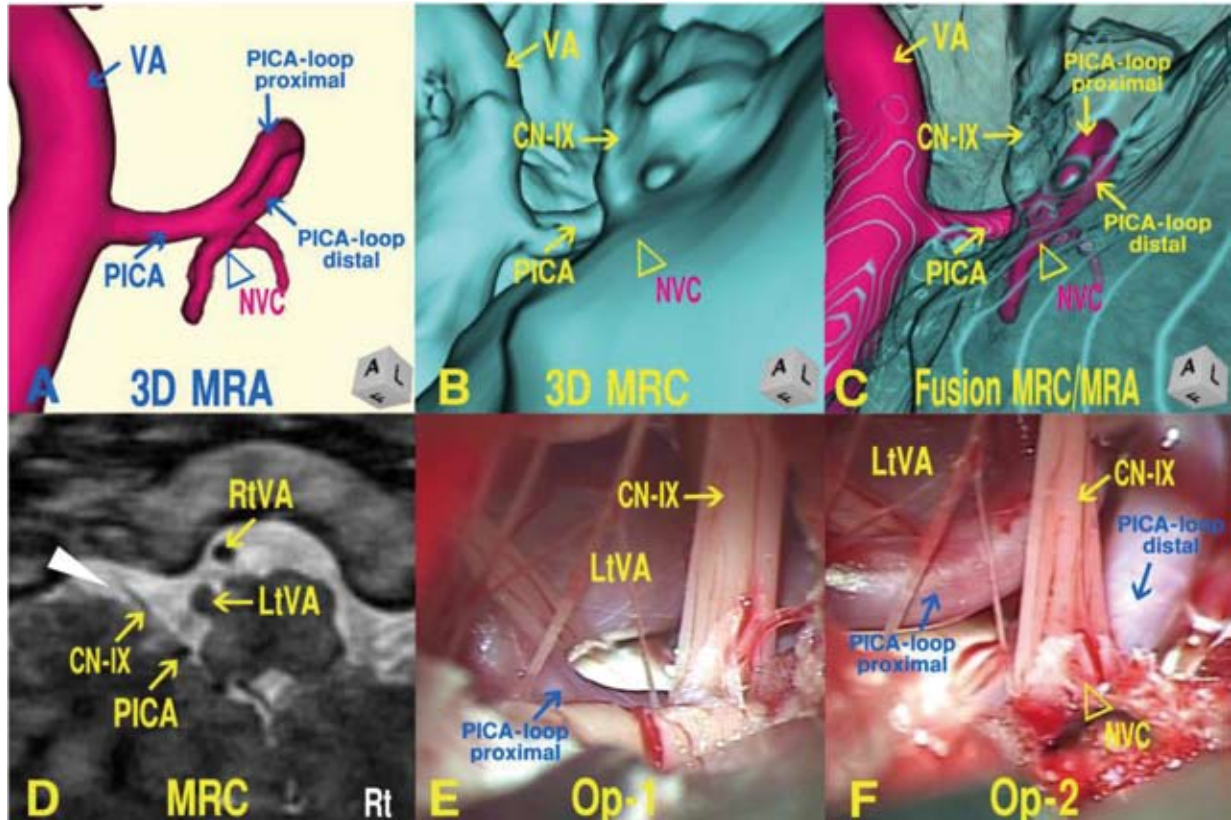 VA
PICA-loop
proximal
PICA
PICA-loop
distal
NVC
A 3D MRA
A
VA
CN-IX
PICA
NVC
B 3D MRC
A
VA
PICA-loop
proximal
CN-IX
PICA
PICA-loop
distal
NVC
C Fusion MRC/MRA
A
RtVA
LtVA
CN-IX
PICA
D MRC Rt
CN-IX
LtVA
PICA-loop
proximal
E Op-1
LtVA
CN-IX
PICA-loop
distal
PICA-loop
proximal
NVC
F Op-2